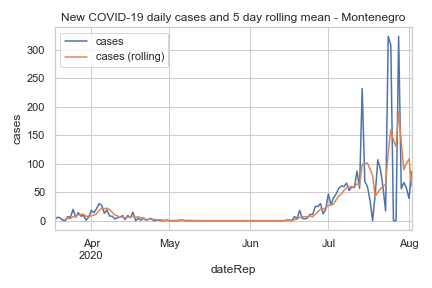 New COVID-19 daily cases and 5 day rolling mean - Montenegro
cases
cases (rolling)
300
250
200
150
100
50
0
cases
Apr
2020
May
Jun
Jul
Aug
dateRep